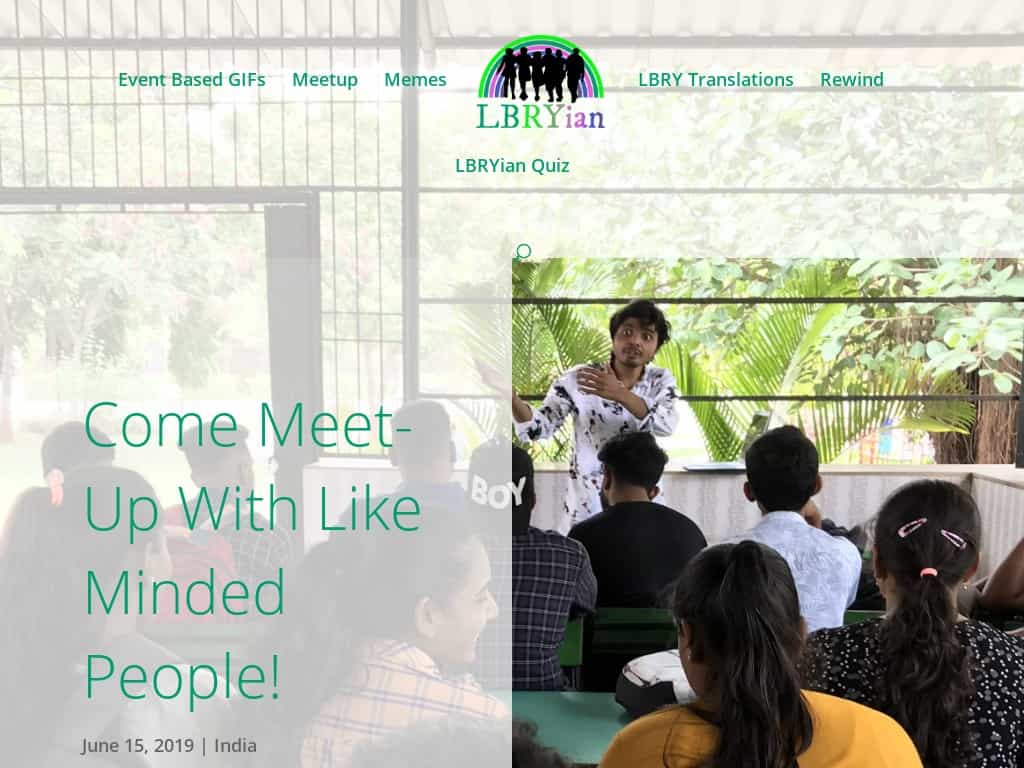 Event Based GIFs
Meetup
Memes
LBRYian
LBRY Translations
Rewind
LBRYian Quiz
Come Meet-
Up With Like
Minded
People!
June 15, 2019 | India
BOY